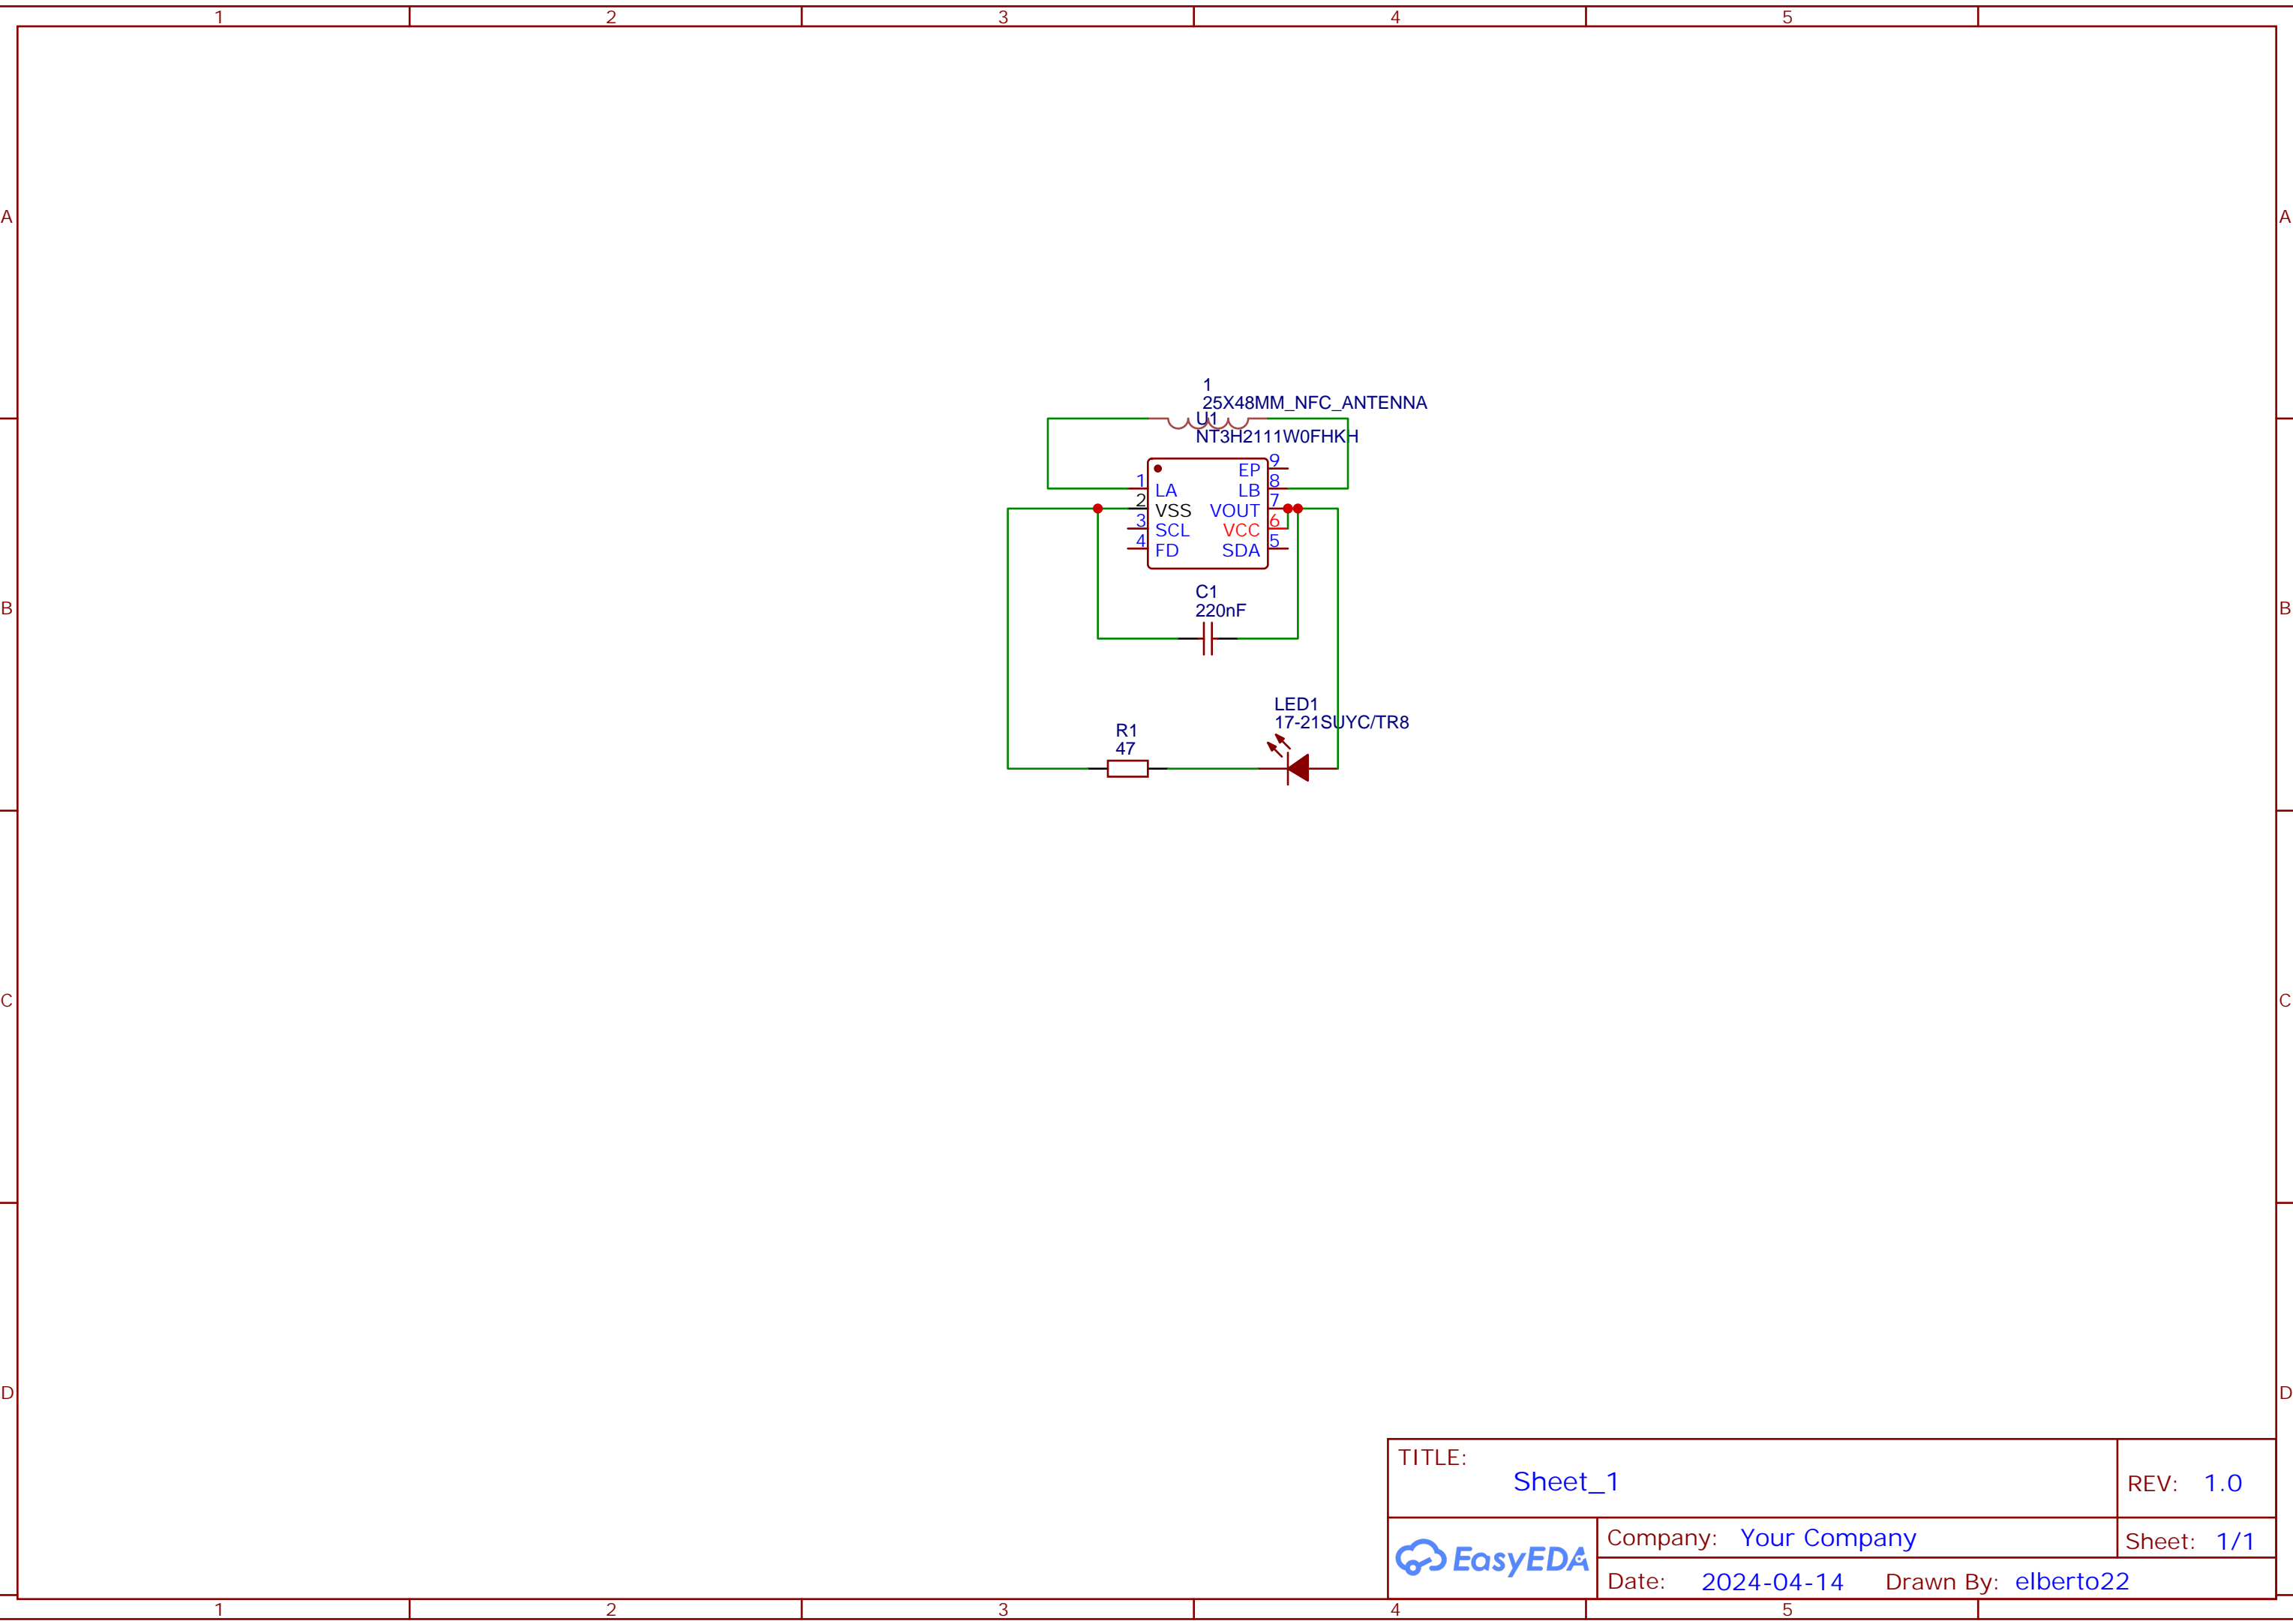 1 2 3 4 5
A A
1
25X48MM_NFC_ANTENNA
U1
NT3H2111W0FHKH
EP 9
1 LA LB 8
2 VSS VOUT 7
3 SCL VCC 6
4 FD SDA 5
C1
220nF
B B
LED1
17-21SUYC/TR8
R1
47
C C
D D
TITLE:
Sheet_1
REV: 1.0
EasyEDA
Company: Your Company
Sheet: 1/1
Date: 2024-04-14 Drawn By: elberto22
1 2 3 4 5